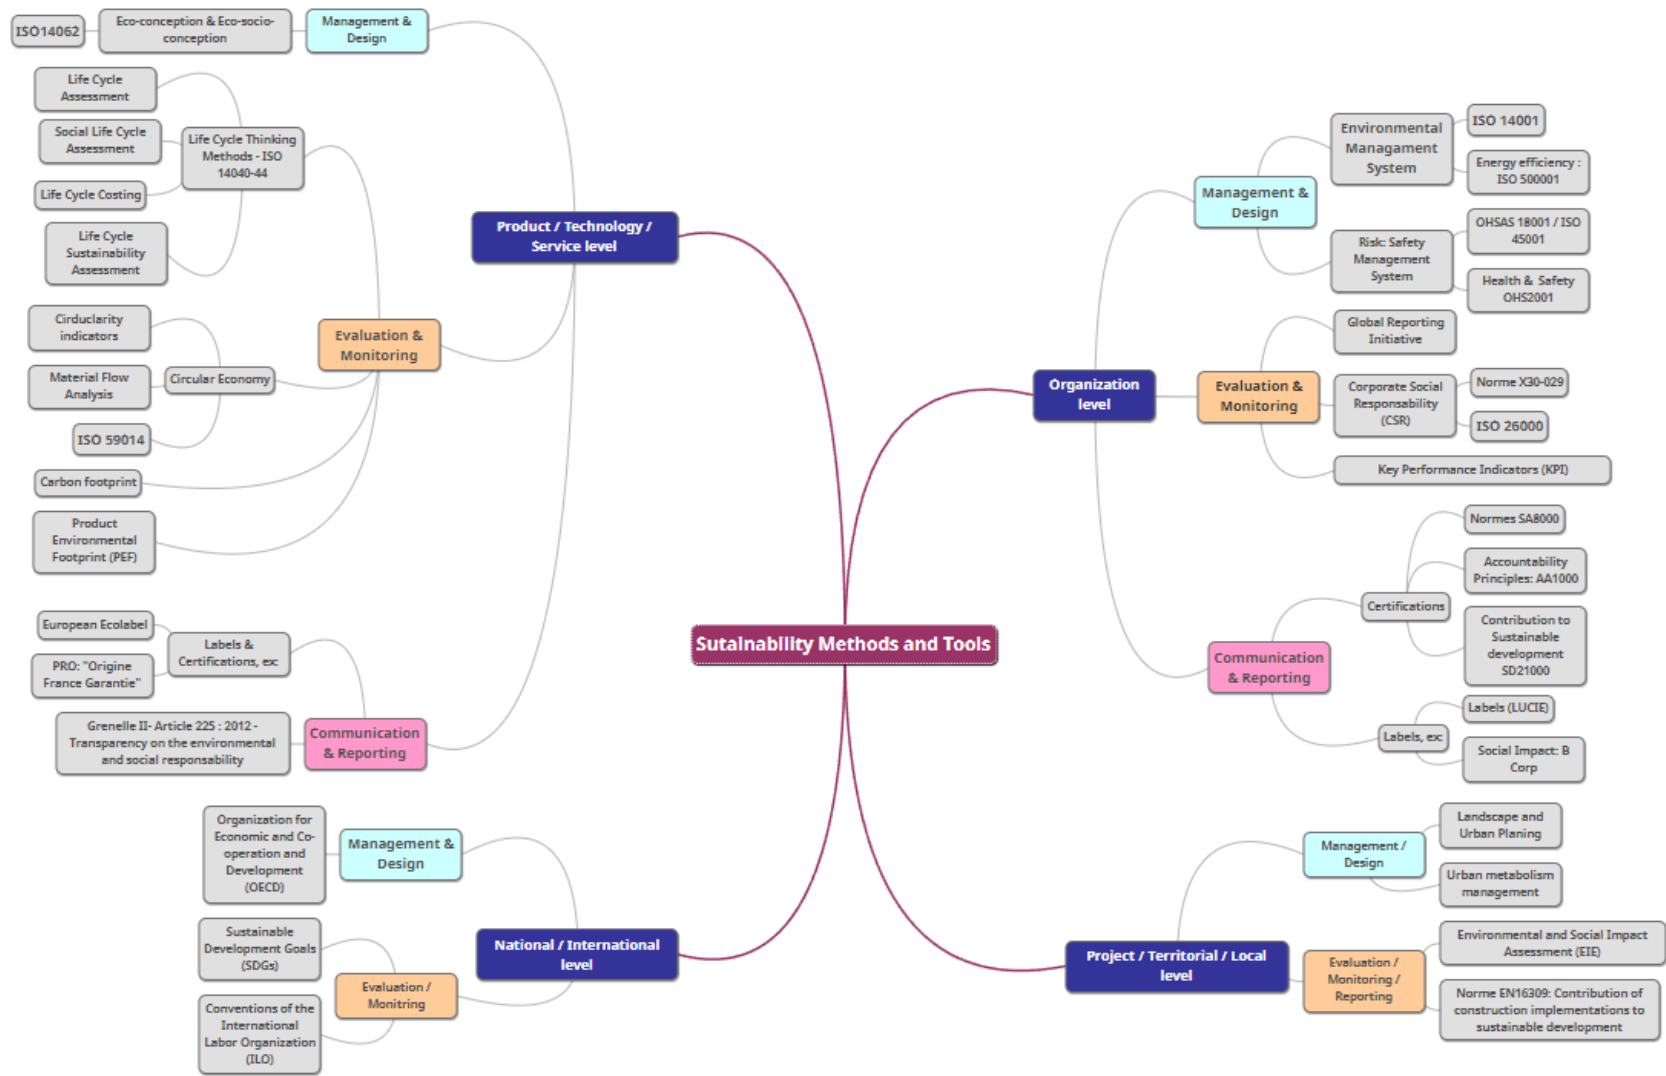 ISO14062
Eco-conception & Eco-socio-
conception
Management &
Design
Life Cycle
Assessment
Social Life Cycle
Assessment
Life Cycle Costing
Life Cycle
Sustainability
Assessment
Life Cycle Thinking
Methods - ISO
14040-44
Product / Technology /
Service level
Cirduclarity
indicators
Material Flow
Analysis
ISO 59014
Circular Economy
Evaluation &
Monitoring
Carbon footprint
Product
Environmental
Footprint (PEF)
European Ecolabel
PRO: "Origine
France Garantie"
Labels &
Certifications, ex:
Grenelle II- Article 225 : 2012 -
Transparency on the environmental
and social responsability
Communication
& Reporting
Organization for
Economic and Co-
operation and
Development
(OECD)
Management &
Design
Sustainable
Development Goals
(SDGs)
Conventions of the
International
Labor Organization
(ILO)
Evaluation /
Monitring
National / International
level
Sutainability Methods and Tools
Organization
level
Management &
Design
Environmental
Managament
System
ISO 14001
Energy efficiency :
ISO 500001
Risk: Safety
Management
System
OHSAS 18001 / ISO
45001
Health & Safety
OHS2001
Evaluation &
Monitoring
Global Reporting
Initiative
Corporate Social
Responsability
(CSR)
Norme X30-029
ISO 26000
Key Performance Indicators (KPI)
Communication
& Reporting
Certifications
Normes SA8000
Accountability
Principles: AA1000
Contribution to
Sustainable
development
SD21000
Labels, ex:
Labels (LUCIE)
Social Impact: B
Corp
Project / Territorial / Local
level
Management /
Design
Landscape and
Urban Planing
Urban metabolism
management
Evaluation /
Monitoring /
Reporting
Environmental and Social Impact
Assessment (EIE)
Norme EN16309: Contribution of
construction implementations to
sustainable development